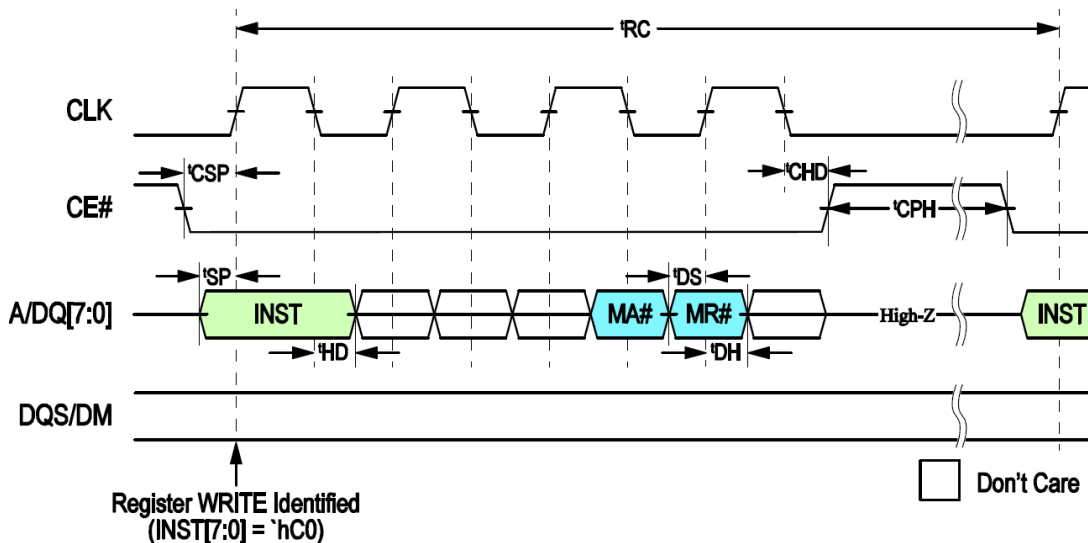 tRC
CLK
tCSP
tCHD
CE#
tCPH
tSP
tDS
A/DQ[7:0]
INST
MA#
MR#
High-Z
INST
tHD
tDH
DQS/DM
Don't Care
Register WRITE Identified
(INST[7:0] = `hC0)